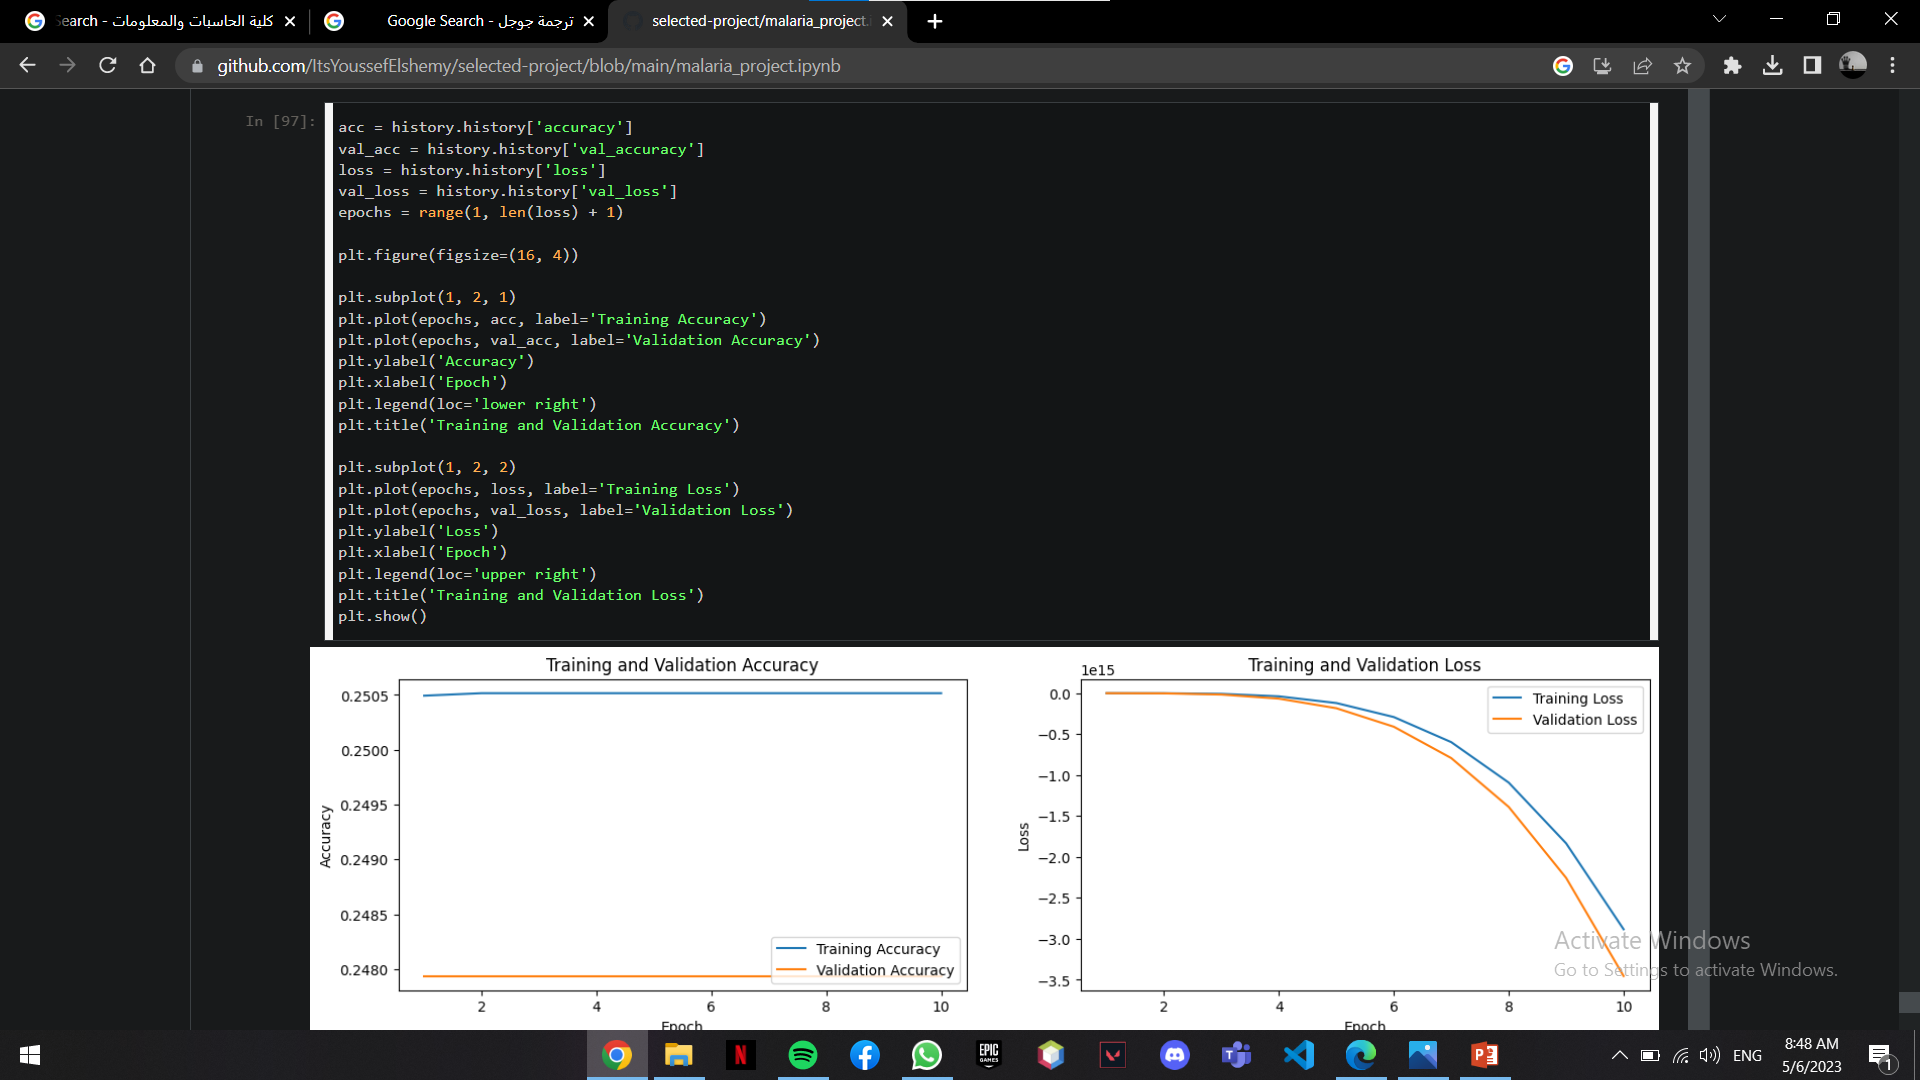 search - كلية الحاسبات والمعلومات
Google Search - ترجمة جوجل
selected-project/malaria_project.i
github.com/ItsYoussefElshemy/selected-project/blob/main/malaria_project.ipynb
In [97]:
acc = history.history['accuracy']
val_acc = history.history['val_accuracy']
loss = history.history['loss']
val_loss = history.history['val_loss']
epochs = range(1, len(loss) + 1)
plt.figure(figsize=(16, 4))
plt.subplot(1, 2, 1)
plt.plot(epochs, acc, label='Training Accuracy')
plt.plot(epochs, val_acc, label='Validation Accuracy')
plt.ylabel('Accuracy')
plt.xlabel('Epoch')
plt.legend(loc='lower right')
plt.title('Training and Validation Accuracy')
plt.subplot(1, 2, 2)
plt.plot(epochs, loss, label='Training Loss')
plt.plot(epochs, val_loss, label='Validation Loss')
plt.ylabel('Loss')
plt.xlabel('Epoch')
plt.legend(loc='upper right')
plt.title('Training and Validation Loss')
plt.show()
Training and Validation Accuracy
0.2505
0.2500
0.2495
0.2490
0.2485
0.2480
Accuracy
Training Accuracy
Validation Accuracy
2 4 6 8 10
Epoch
Training and Validation Loss
1e15
0.0
−0.5
−1.0
−1.5
−2.0
−2.5
−3.0
−3.5
Loss
Training Loss
Validation Loss
2 4 6 8 10
Epoch
Activate Windows
Go to Settings to activate Windows.
N
EPIC
GAMES
P
ENG
8:48 AM
5/6/2023
1